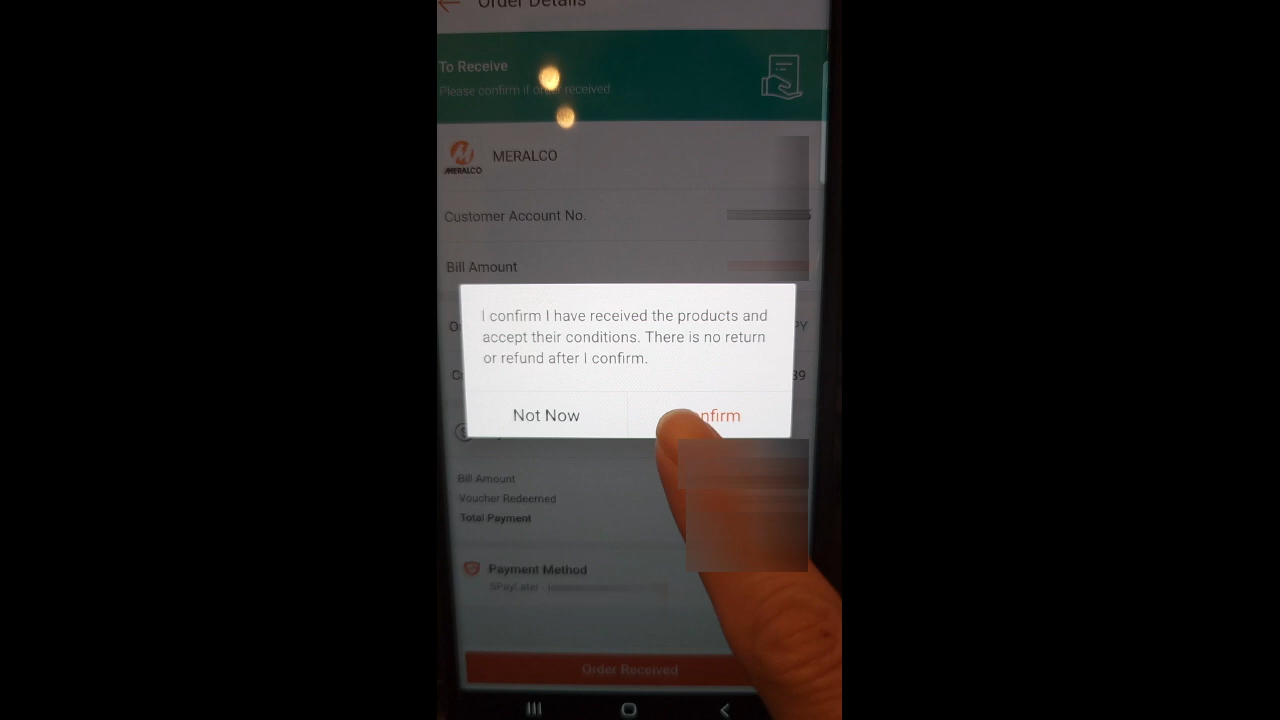 Order Details
To Receive
Please confirm if order received
MERALCO
MERALCO
Customer Account No.
Bill Amount
I confirm I have received the products and
accept their conditions. There is no return
or refund after I confirm.
Not Now
Bill Amount
Voucher Redeemed
Total Payment
Payment Method
SPayLater -
Order Received